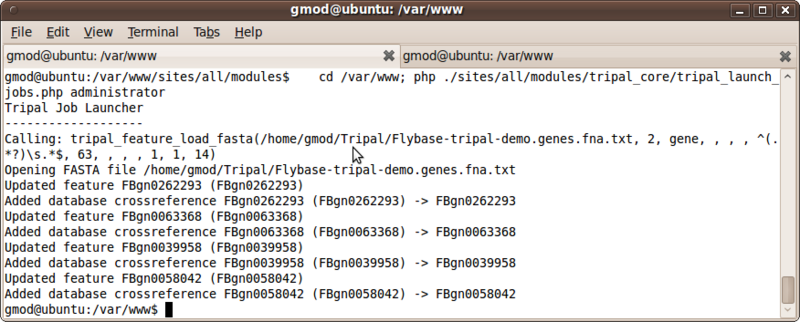 gmod@ubuntu: /var/www
File Edit View Terminal Tabs Help
gmod@ubuntu: /var/www
gmod@ubuntu: /var/www
gmod@ubuntu:/var/www/sites/all/modules$    cd /var/www; php ./sites/all/modules/tripal_core/tripal_launch_
jobs.php administrator
Tripal Job Launcher
-------------------
Calling: tripal_feature_load_fasta(/home/gmod/Tripal/Flybase-tripal-demo.genes.fna.txt, 2, gene, , , , ^(.
*?)\s.*$, 63, , , , 1, 1, 14)
Opening FASTA file /home/gmod/Tripal/Flybase-tripal-demo.genes.fna.txt
Updated feature FBgn0262293 (FBgn0262293)
Added database crossreference FBgn0262293 (FBgn0262293) -> FBgn0262293
Updated feature FBgn0063368 (FBgn0063368)
Added database crossreference FBgn0063368 (FBgn0063368) -> FBgn0063368
Updated feature FBgn0039958 (FBgn0039958)
Added database crossreference FBgn0039958 (FBgn0039958) -> FBgn0039958
Updated feature FBgn0058042 (FBgn0058042)
Added database crossreference FBgn0058042 (FBgn0058042) -> FBgn0058042
gmod@ubuntu:/var/www$